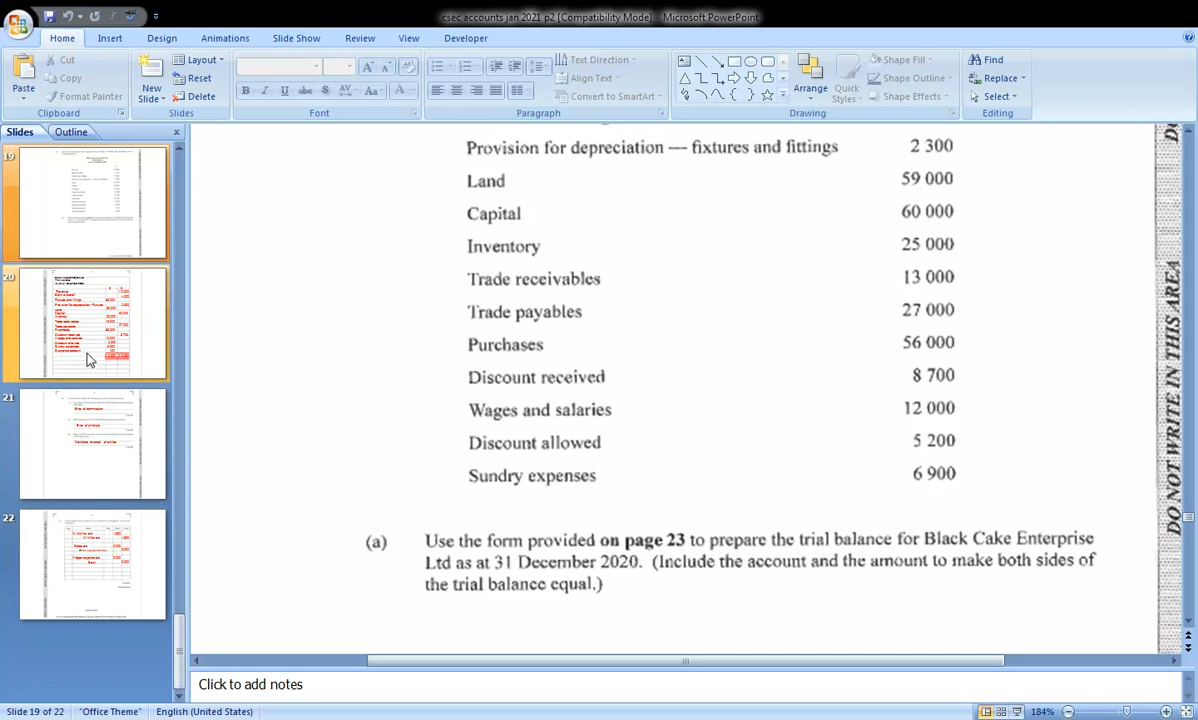 csec accounts jan 2021 p2 [Compatibility Mode] - Microsoft PowerPoint
Home Insert Design Animations Slide Show Review View Developer
Paste
Cut
Copy
Format Painter
Clipboard
New Slide
Layout
Reset
Delete
Slides
Font
Paragraph
Text Direction
Align Text
Convert to SmartArt
Arrange
Quick Styles
Shape Fill
Shape Outline
Shape Effects
Drawing
Find
Replace
Select
Editing
Slides Outline
19
20
21
22
Provision for depreciation — fixtures and fittings 2 300
Land 59 000
Capital 60 000
Inventory 25 000
Trade receivables 13 000
Trade payables 27 000
Purchases 56 000
Discount received 8 700
Wages and salaries 12 000
Discount allowed 5 200
Sundry expenses 6 900
(a) Use the form provided on page 23 to prepare the trial balance for Black Cake Enterprise
Ltd as at 31 December 2020. (Include the account and the amount to make both sides of
the trial balance equal.)
DO NOT WRITE IN THIS AREA
Click to add notes
Slide 19 of 22 "Office Theme" English (United States) 184%